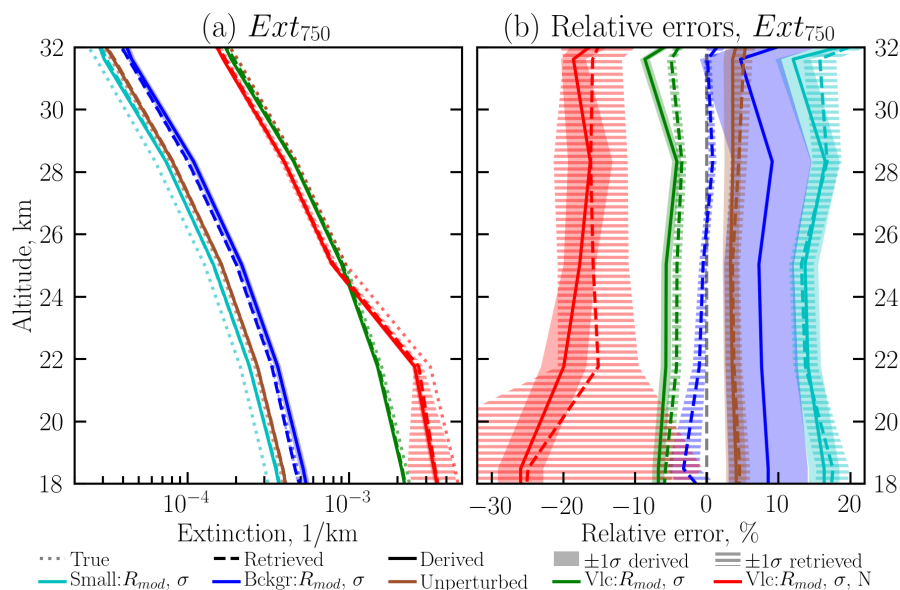 (a) Ext750
(b) Relative errors, Ext750
32
30
28
26
24
22
20
18
Altitude, km
10−4
10−3
Extinction, 1/km
32
30
28
26
24
22
20
18
−30
−20
−10
0
10
20
Relative error, %
True
Retrieved
Derived
±1σ derived
±1σ retrieved
Small:Rmod, σ
Bckgr:Rmod, σ
Unperturbed
Vlc:Rmod, σ
Vlc:Rmod, σ, N